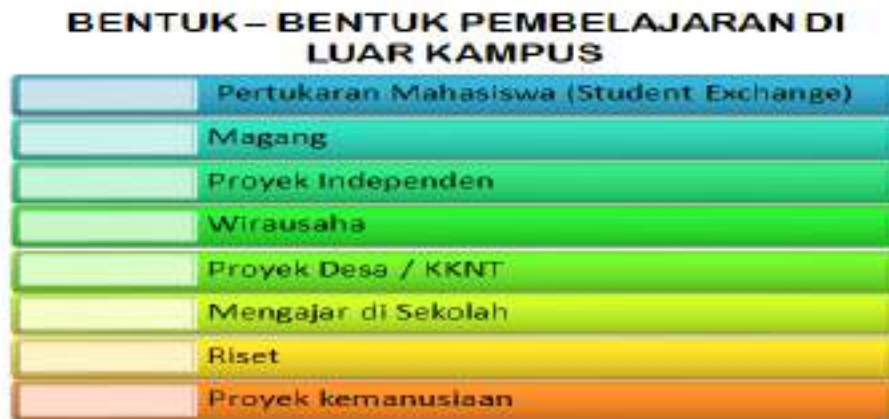 BENTUK – BENTUK PEMBELAJARAN DI
LUAR KAMPUS
Pertukaran Mahasiswa (Student Exchange)
Magang
Proyek Independen
Wirausaha
Proyek Desa / KKNT
Mengajar di Sekolah
Riset
Proyek kemanusiaan